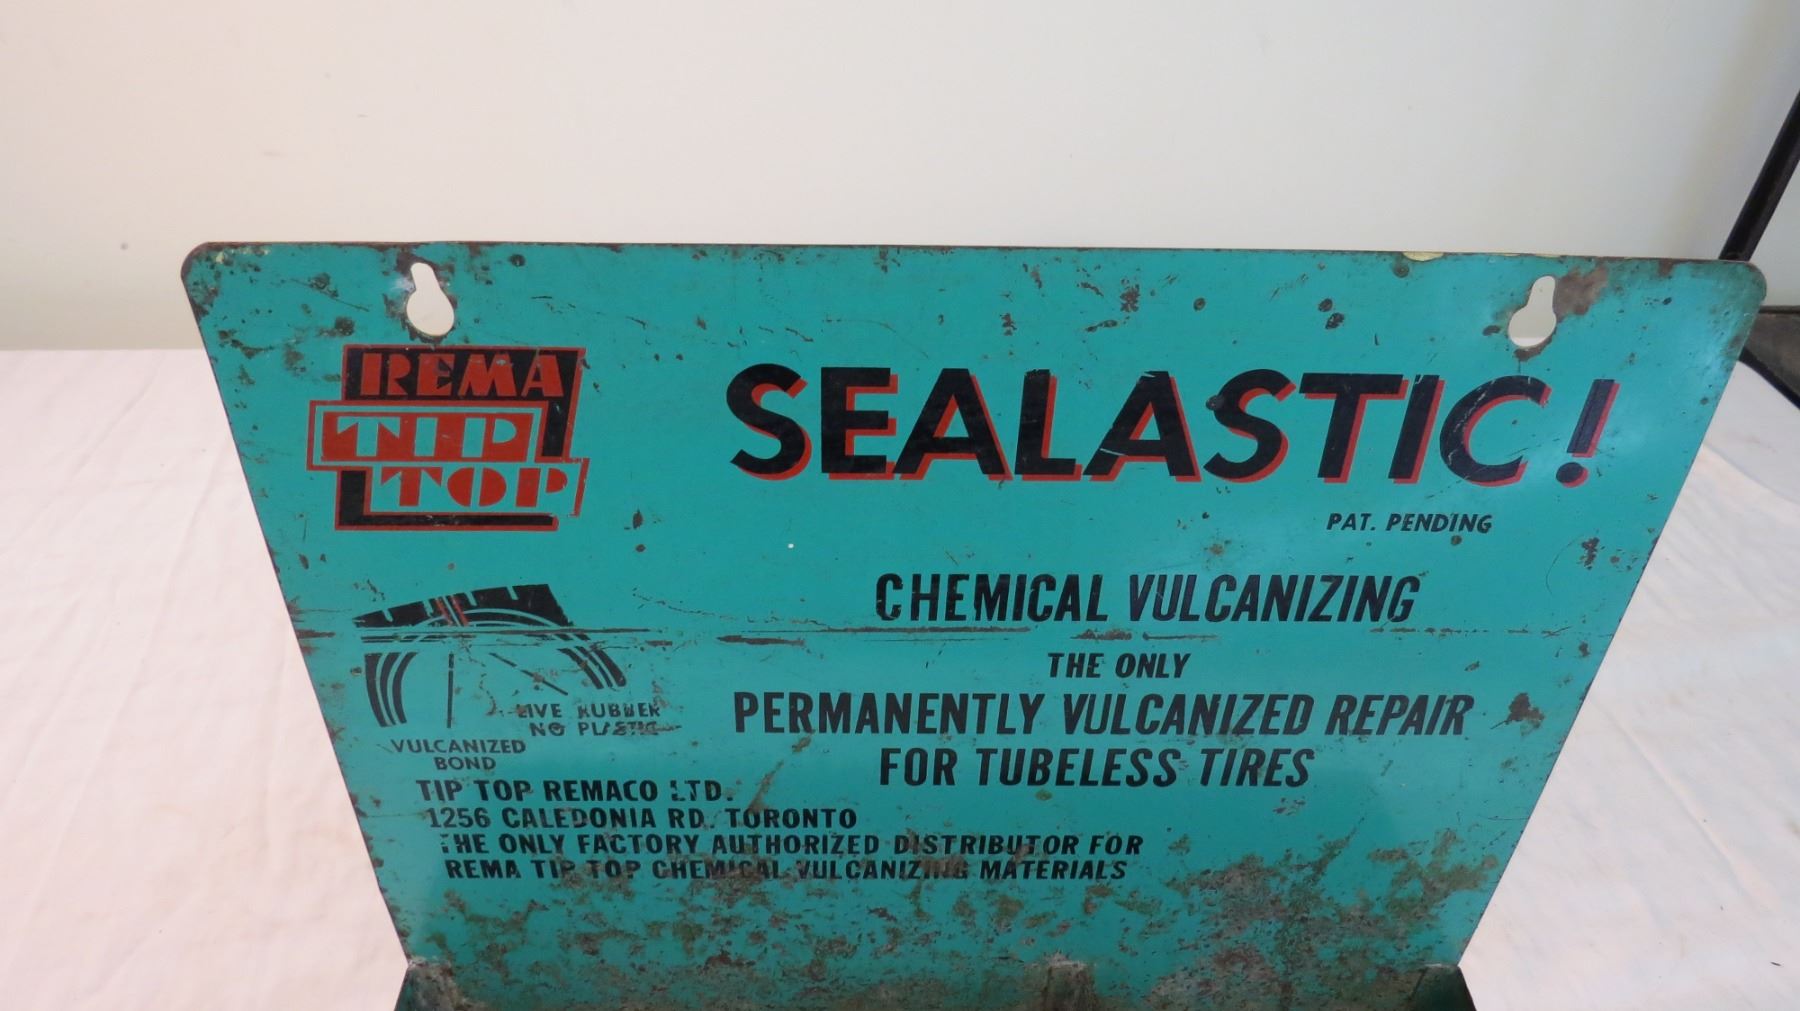 REMA
TIP
TOP
SEALASTIC!
PAT. PENDING
CHEMICAL VULCANIZING
THE ONLY
PERMANENTLY VULCANIZED REPAIR
FOR TUBELESS TIRES
LIVE RUBBER
NO PLASTIC
VULCANIZED
BOND
TIP TOP REMACO LTD.
1256 CALEDONIA RD. TORONTO
THE ONLY FACTORY AUTHORIZED DISTRIBUTOR FOR
REMA TIP TOP CHEMICAL VULCANIZING MATERIALS